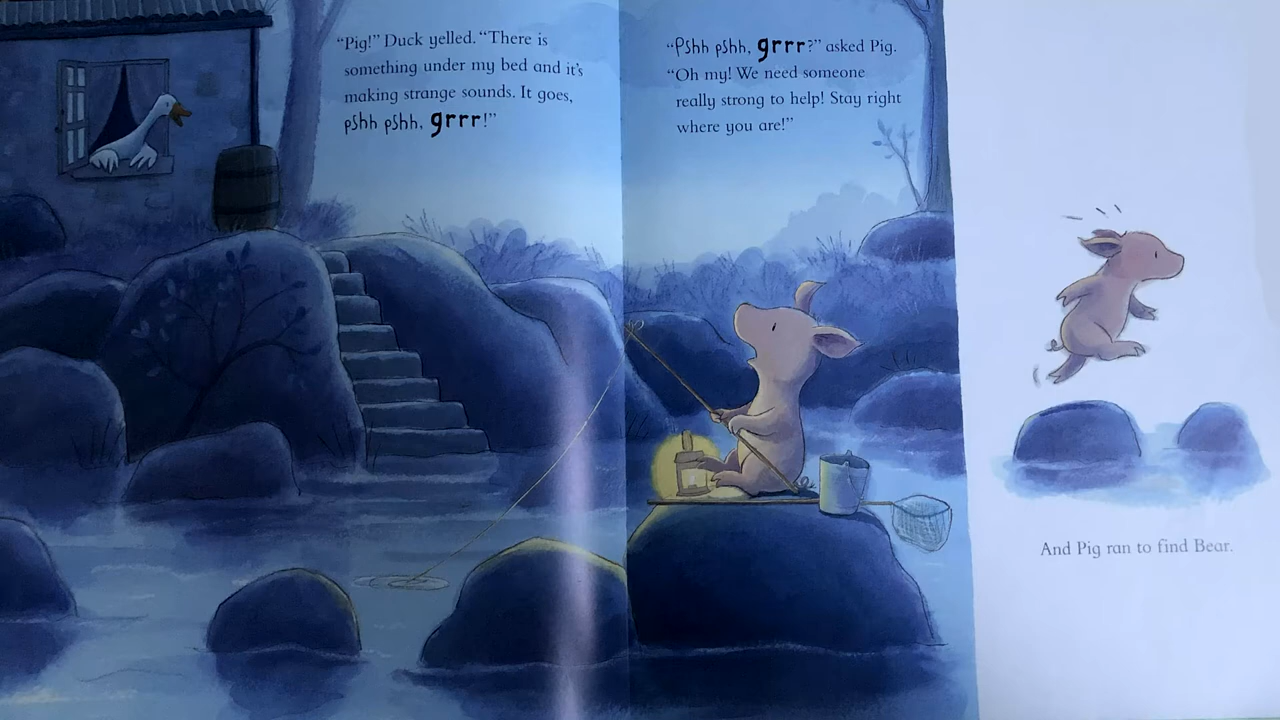 “Pig!” Duck yelled. “There is
something under my bed and it’s
making strange sounds. It goes,
pshh pshh, grrr!”
“Pshh pshh, grrr?” asked Pig.
“Oh my! We need someone
really strong to help! Stay right
where you are!”
And Pig ran to find Bear.